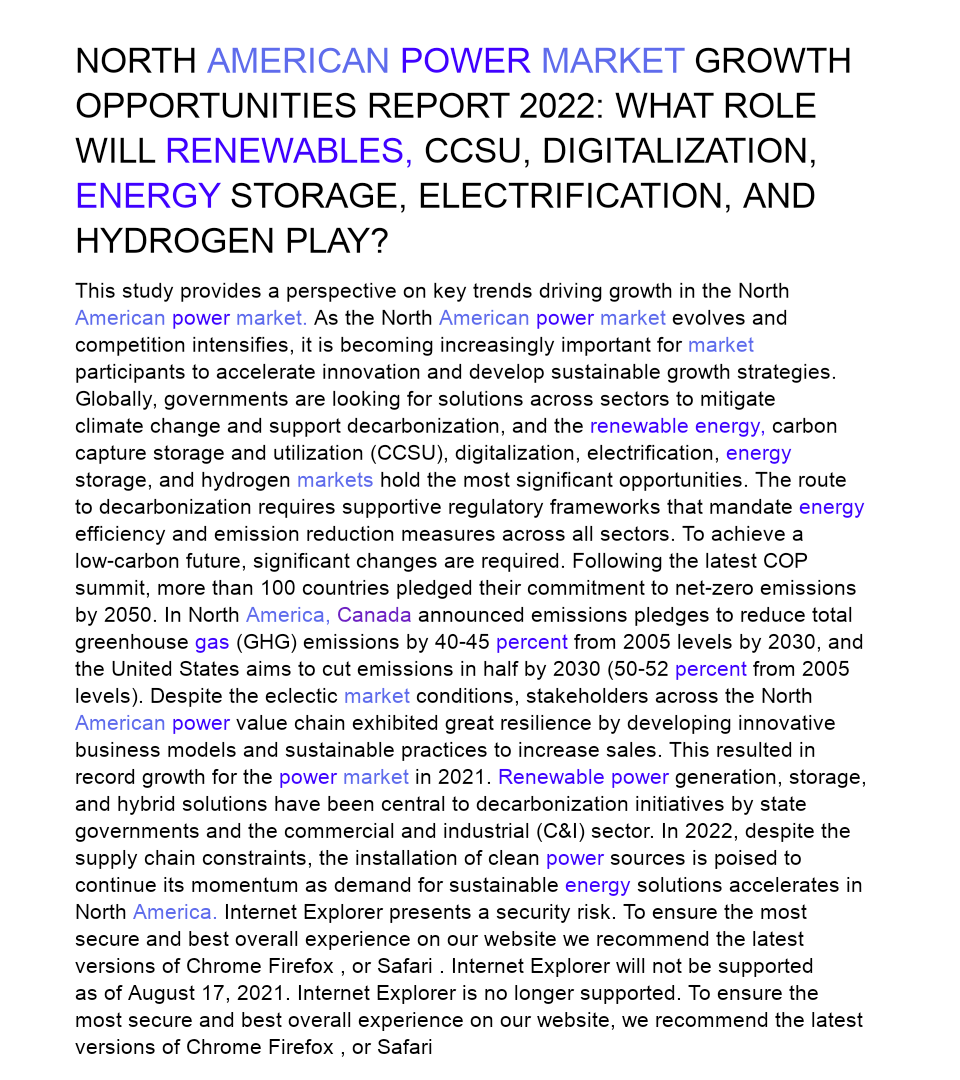 NORTH AMERICAN POWER MARKET GROWTH
OPPORTUNITIES REPORT 2022: WHAT ROLE
WILL RENEWABLES, CCSU, DIGITALIZATION,
ENERGY STORAGE, ELECTRIFICATION, AND
HYDROGEN PLAY?
This study provides a perspective on key trends driving growth in the North
American power market. As the North American power market evolves and
competition intensifies, it is becoming increasingly important for market
participants to accelerate innovation and develop sustainable growth strategies.
Globally, governments are looking for solutions across sectors to mitigate
climate change and support decarbonization, and the renewable energy, carbon
capture storage and utilization (CCSU), digitalization, electrification, energy
storage, and hydrogen markets hold the most significant opportunities. The route
to decarbonization requires supportive regulatory frameworks that mandate energy
efficiency and emission reduction measures across all sectors. To achieve a
low-carbon future, significant changes are required. Following the latest COP
summit, more than 100 countries pledged their commitment to net-zero emissions
by 2050. In North America, Canada announced emissions pledges to reduce total
greenhouse gas (GHG) emissions by 40-45 percent from 2005 levels by 2030, and
the United States aims to cut emissions in half by 2030 (50-52 percent from 2005
levels). Despite the eclectic market conditions, stakeholders across the North
American power value chain exhibited great resilience by developing innovative
business models and sustainable practices to increase sales. This resulted in
record growth for the power market in 2021. Renewable power generation, storage,
and hybrid solutions have been central to decarbonization initiatives by state
governments and the commercial and industrial (C&I) sector. In 2022, despite the
supply chain constraints, the installation of clean power sources is poised to
continue its momentum as demand for sustainable energy solutions accelerates in
North America. Internet Explorer presents a security risk. To ensure the most
secure and best overall experience on our website we recommend the latest
versions of Chrome Firefox , or Safari . Internet Explorer will not be supported
as of August 17, 2021. Internet Explorer is no longer supported. To ensure the
most secure and best overall experience on our website, we recommend the latest
versions of Chrome Firefox , or Safari